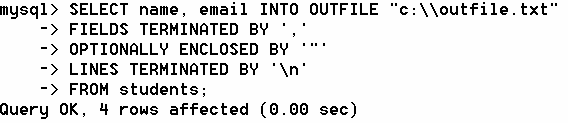 mysql> SELECT name, email INTO OUTFILE "c:\\outfile.txt"
    -> FIELDS TERMINATED BY ','
    -> OPTIONALLY ENCLOSED BY '"'
    -> LINES TERMINATED BY '\n'
    -> FROM students;
Query OK, 4 rows affected (0.00 sec)